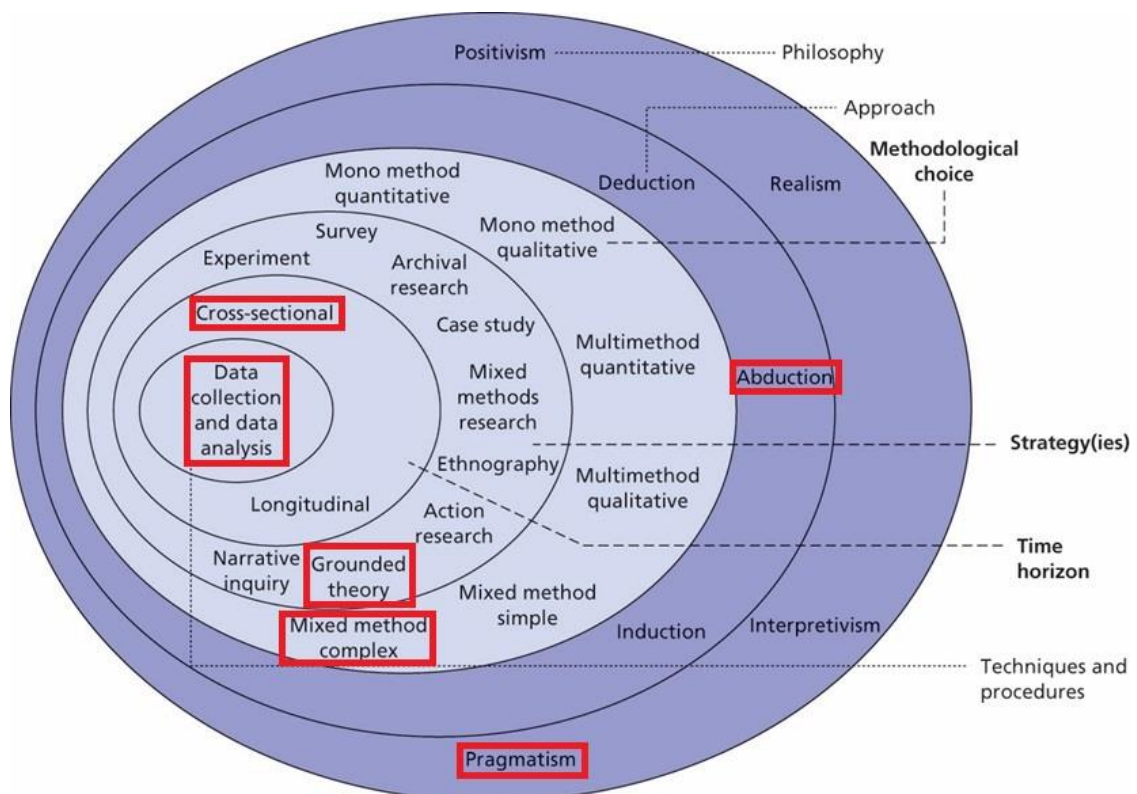 Positivism
Philosophy
Approach
Methodological
choice
Mono method
quantitative
Deduction
Realism
Survey
Mono method
qualitative
Experiment
Archival
research
Cross-sectional
Case study
Multimethod
quantitative
Data
collection
and data
analysis
Mixed
methods
research
Abduction
Strategy(ies)
Ethnography
Multimethod
qualitative
Longitudinal
Action
research
Time
horizon
Narrative
inquiry
Grounded
theory
Mixed method
simple
Mixed method
complex
Induction
Interpretivism
Techniques and
procedures
Pragmatism